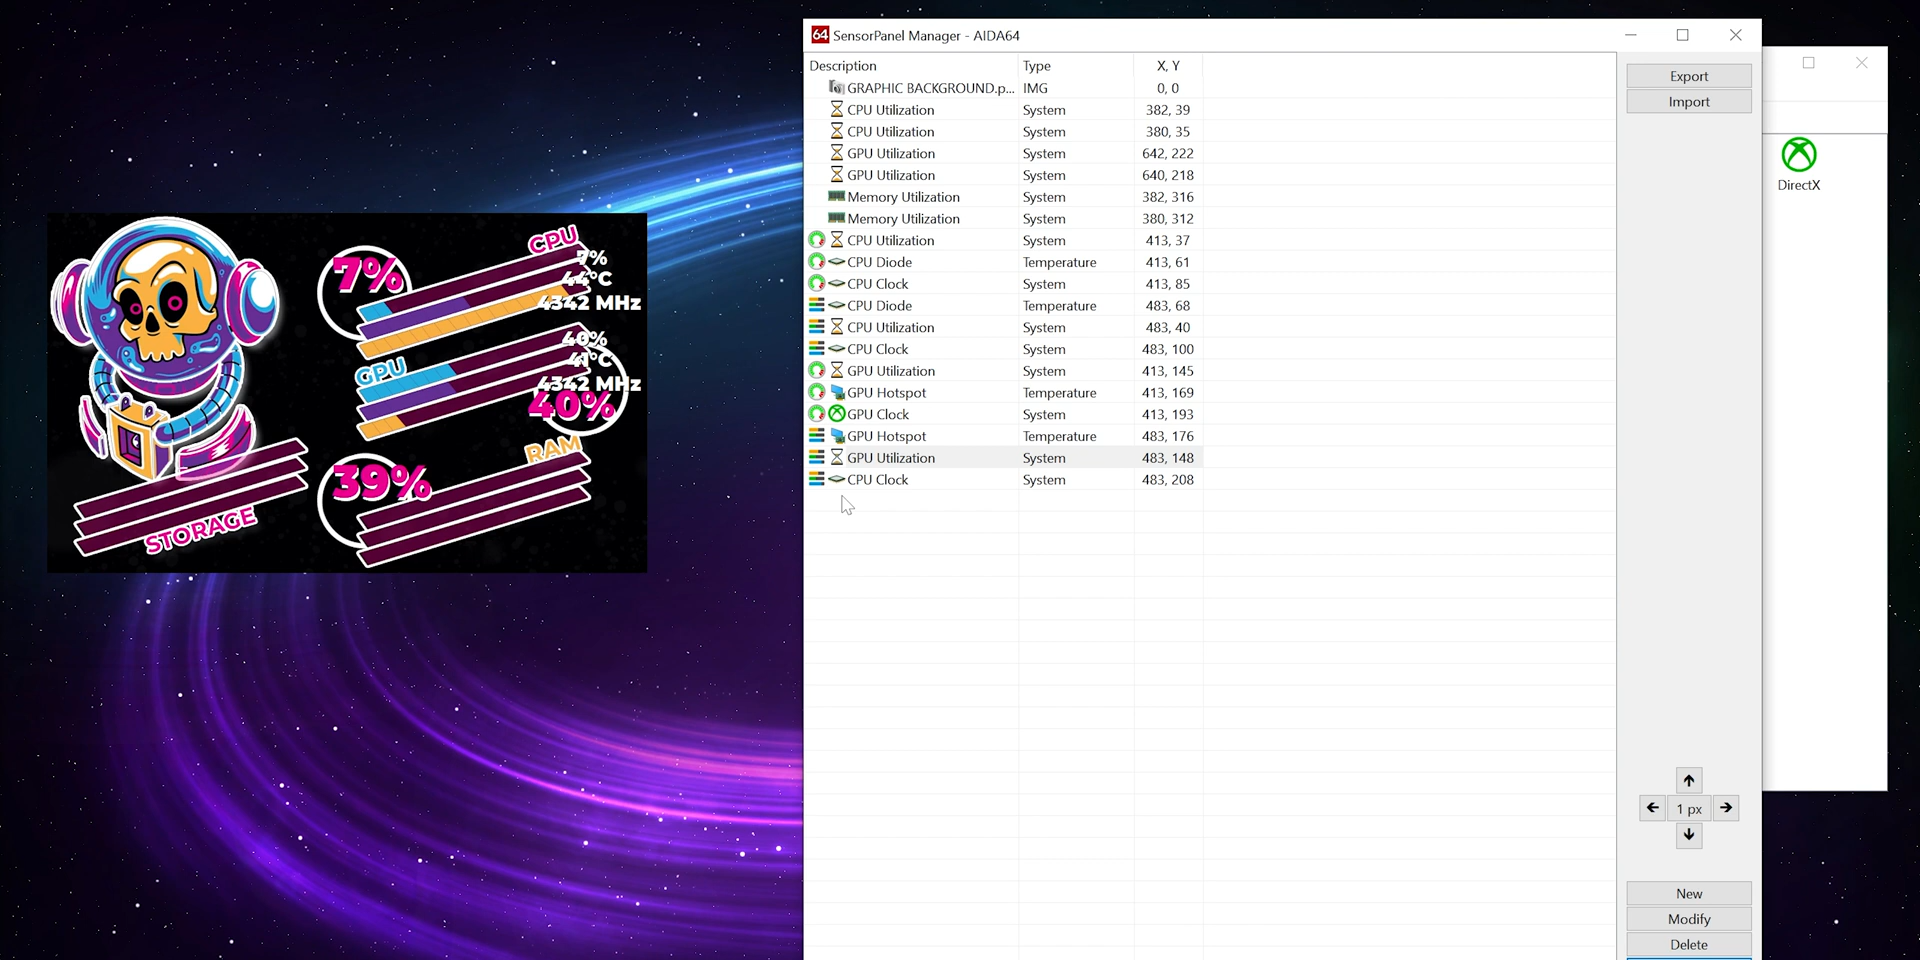 64 SensorPanel Manager - AIDA64
Description Type X, Y
GRAPHIC BACKGROUND.p... IMG 0, 0
CPU Utilization System 382, 39
CPU Utilization System 380, 35
GPU Utilization System 642, 222
GPU Utilization System 640, 218
Memory Utilization System 382, 316
Memory Utilization System 380, 312
CPU Utilization System 413, 37
CPU Diode Temperature 413, 61
CPU Clock System 413, 85
CPU Diode Temperature 483, 68
CPU Utilization System 483, 40
CPU Clock System 483, 100
GPU Utilization System 413, 145
GPU Hotspot Temperature 413, 169
GPU Clock System 413, 193
GPU Hotspot Temperature 483, 176
GPU Utilization System 483, 148
CPU Clock System 483, 208
Export
Import
1 px
New
Modify
Delete
DirectX
CPU
7%
7%
44°C
4342 MHz
GPU
40%
41°C
4342 MHz
40%
RAM
39%
STORAGE